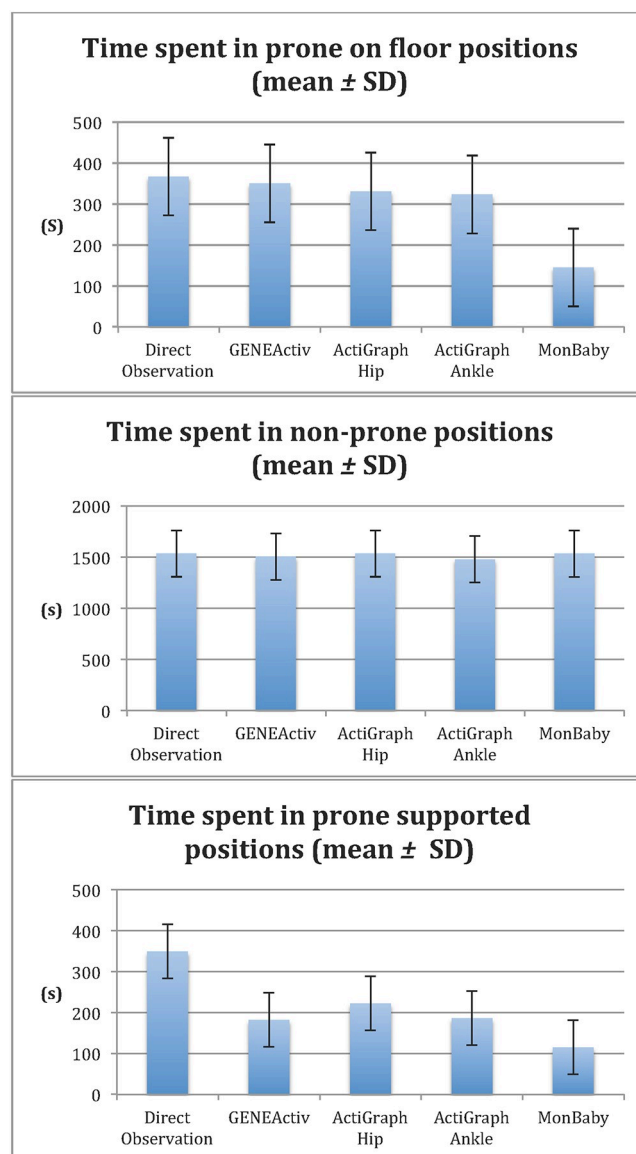 Time spent in prone on floor positions
(mean ± SD)
500
400
300
200
100
0
(S)
Direct
Observation
GENEActiv
ActiGraph
Hip
ActiGraph
Ankle
MonBaby
Time spent in non-prone positions
(mean ± SD)
2000
1500
1000
500
0
(s)
Direct
Observation
GENEActiv
ActiGraph
Hip
ActiGraph
Ankle
MonBaby
Time spent in prone supported
positions (mean ± SD)
500
400
300
200
100
0
(s)
Direct
Observation
GENEActiv
ActiGraph
Hip
ActiGraph
Ankle
MonBaby